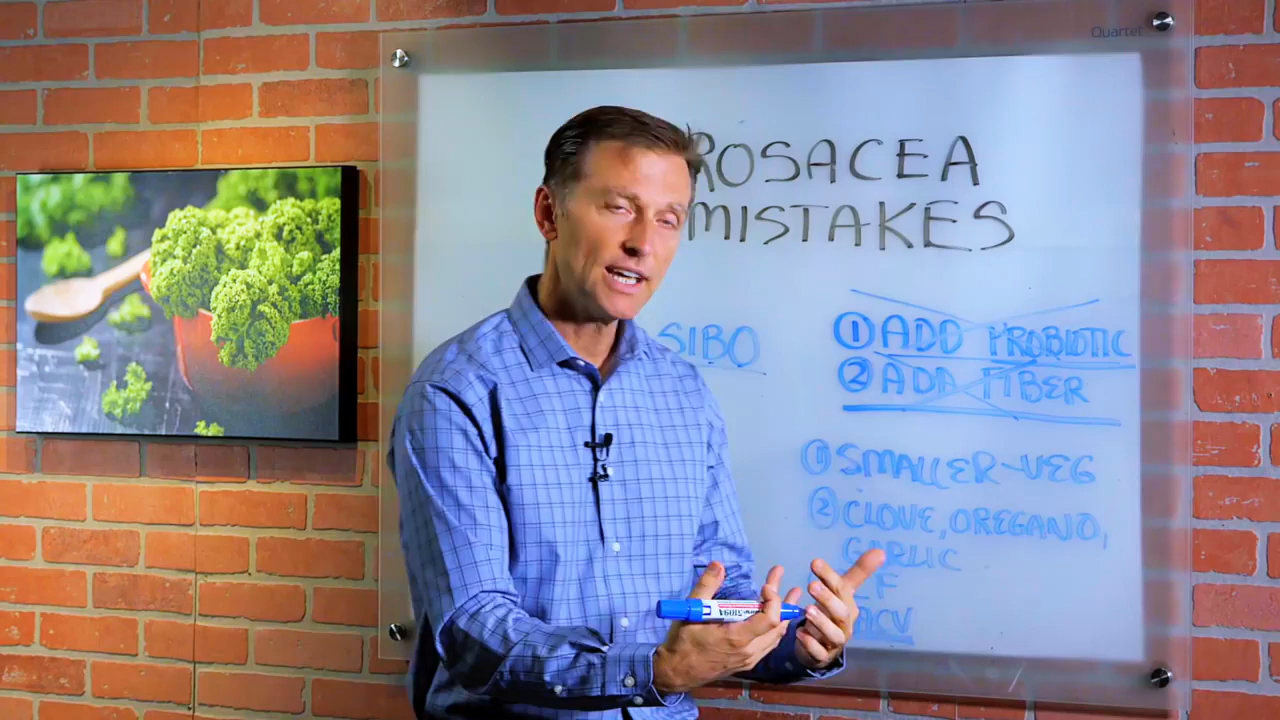 Quartet
ROSACEA
MISTAKES
SIBO
① ADD PROBIOTIC
② ADD FIBER
① SMALLER-VEG
② CLOVE, OREGANO,
GARLIC
F
ACV